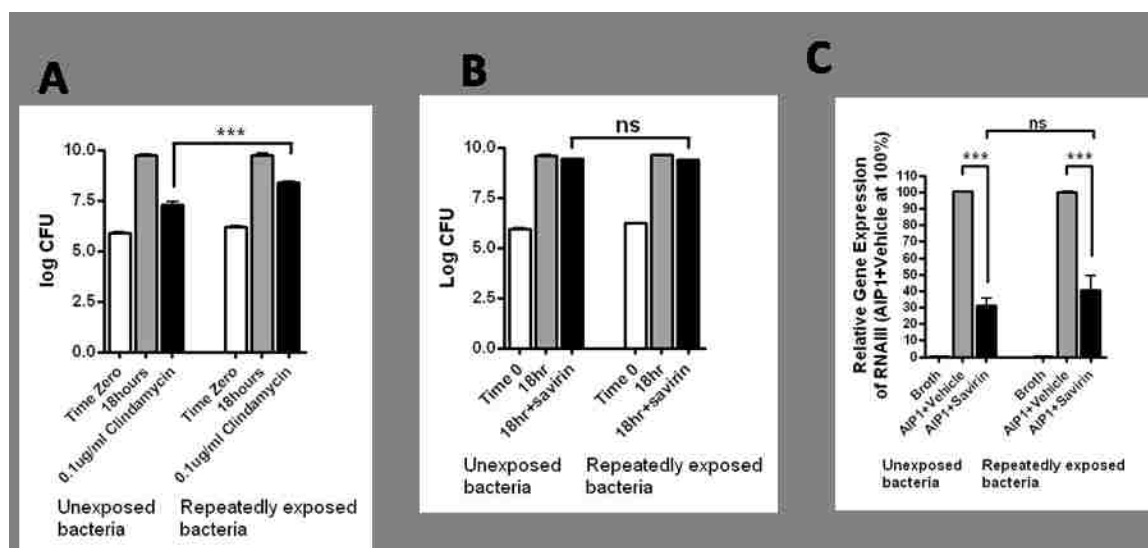 A
***
10.0
7.5
5.0
2.5
0.0
log CFU
Time Zero
18hours
0.1ug/ml Clindamycin
Time Zero
18hours
0.1ug/ml Clindamycin
Unexposed
bacteria
Repeatedly exposed
bacteria
B
ns
10.0
7.5
5.0
2.5
0.0
Log CFU
Time 0
18hr
18hr+savirin
Time 0
18hr
18hr+savirin
Unexposed
bacteria
Repeatedly exposed
bacteria
C
ns
***
***
110
100
90
80
70
60
50
40
30
20
10
0
Relative Gene Expression
of RNAIII (AIP1+Vehicle at 100%)
Broth
AIP1+Vehicle
AIP1+Savirin
Broth
AIP1+Vehicle
AIP1+Savirin
Unexposed
bacteria
Repeatedly exposed
bacteria